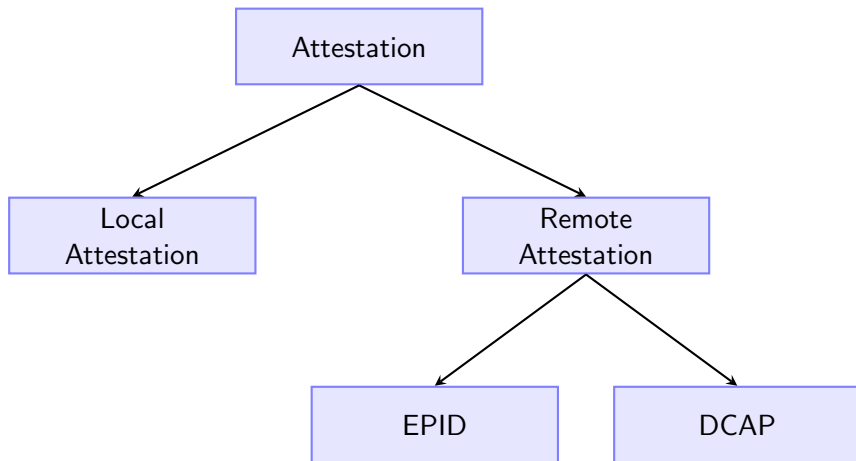 Attestation
Local
Attestation
Remote
Attestation
EPID
DCAP